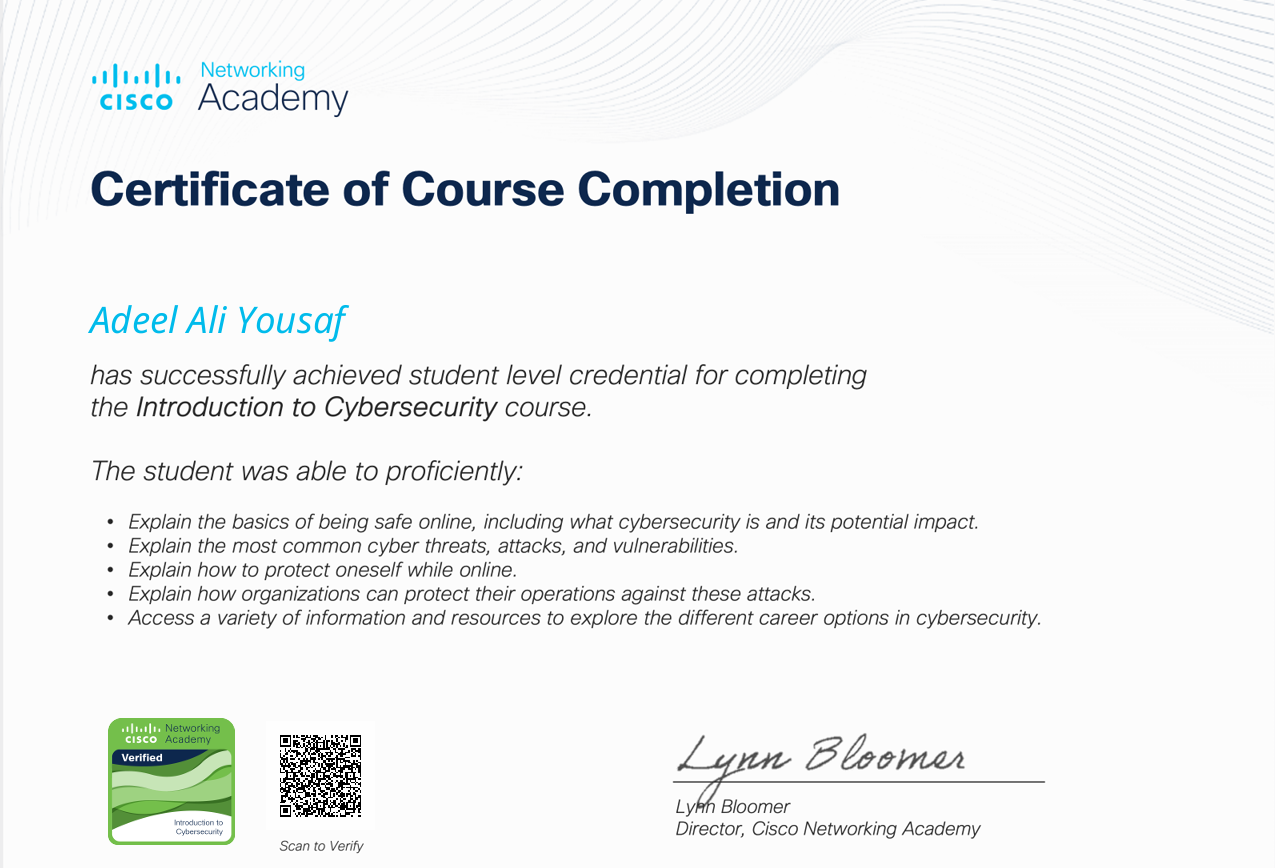 Networking
CISCO Academy
Certificate of Course Completion
Adeel Ali Yousaf
has successfully achieved student level credential for completing
the Introduction to Cybersecurity course.
The student was able to proficiently:
• Explain the basics of being safe online, including what cybersecurity is and its potential impact.
• Explain the most common cyber threats, attacks, and vulnerabilities.
• Explain how to protect oneself while online.
• Explain how organizations can protect their operations against these attacks.
• Access a variety of information and resources to explore the different career options in cybersecurity.
Networking
CISCO Academy
Verified
Introduction to
Cybersecurity
Scan to Verify
Lynn Bloomer
Lynn Bloomer
Director, Cisco Networking Academy